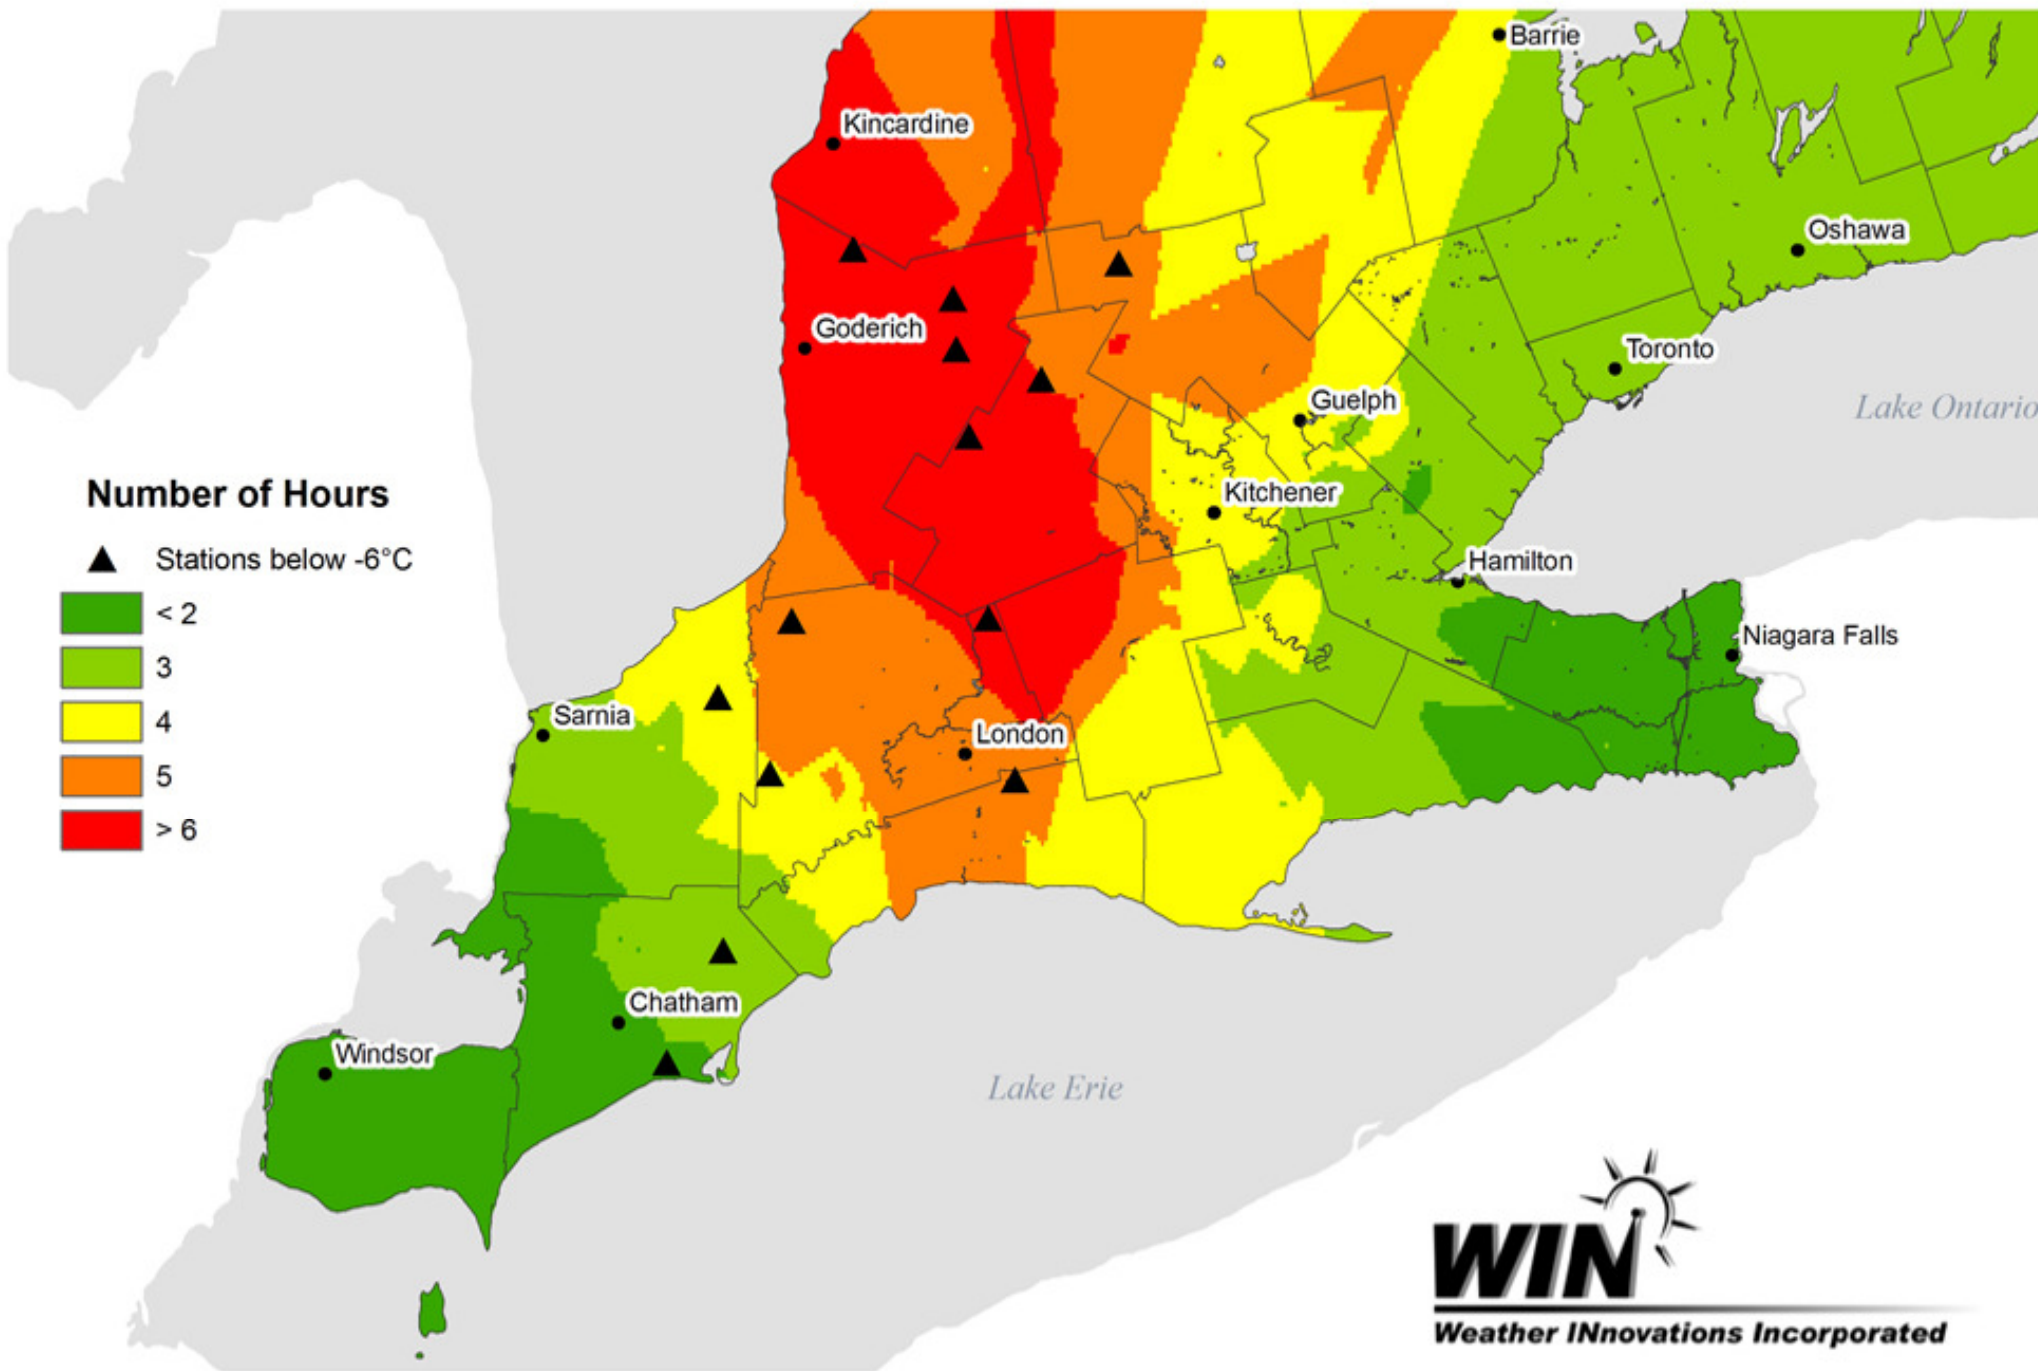 Barrie
Kincardine
Oshawa
Goderich
Toronto
Guelph
Lake Ontario
Number of Hours
Kitchener
Stations below -6°C
Hamilton
< 2
Niagara Falls
3
4
Sarnia
London
5
> 6
Chatham
Windsor
Lake Erie
WIN
Weather INnovations Incorporated